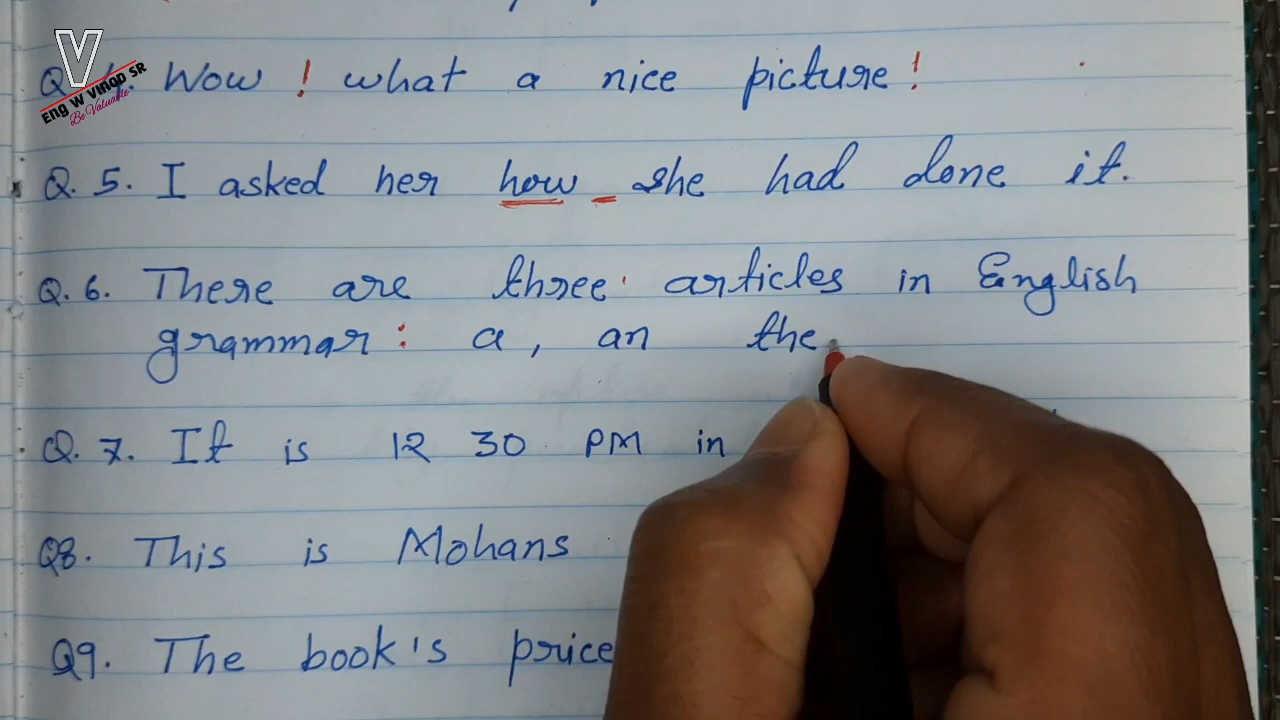 V
ENG W VINOD SR
Be Valuable
Wow ! what a nice picture !
Q. 5. I asked her how she had done it.
Q. 6. There are three articles in English
grammar : a , an the
Q. 7. It is 12 30 PM in
Q8. This is Mohans
Q9. The book's price